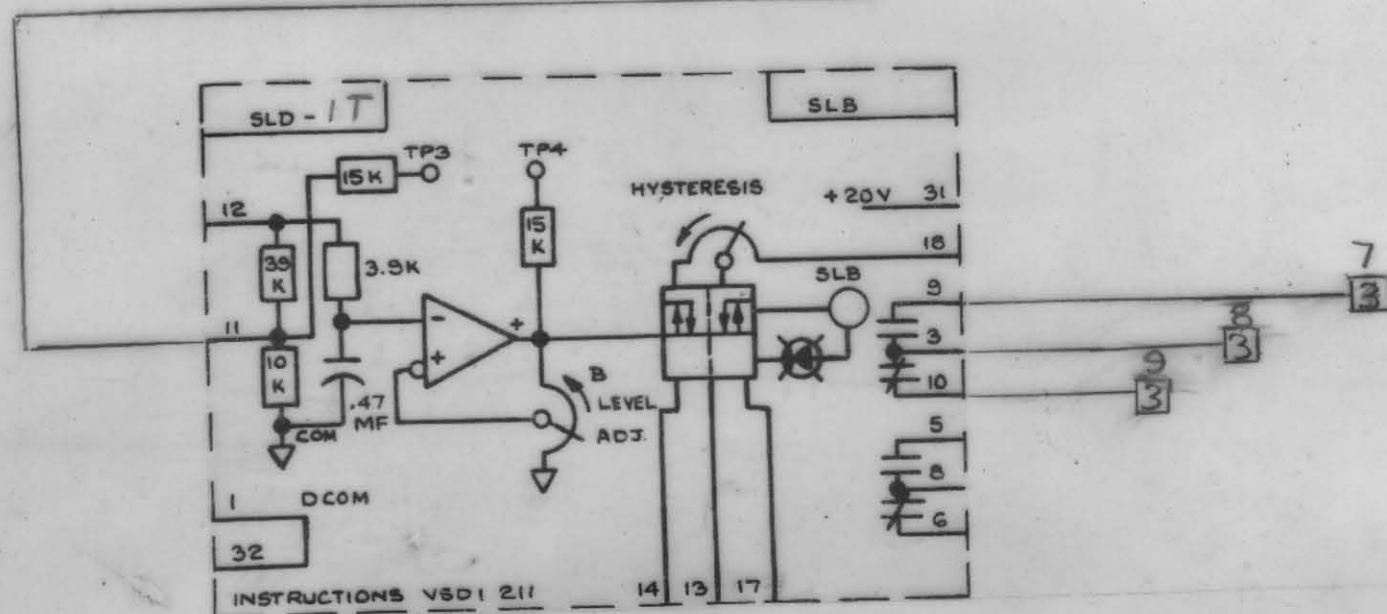 SLD - 1T
SLB
TP3
TP4
15K
HYSTERESIS
+20V 31
12
15
K
18
39
K
3.9K
SLB
7
9
3
-
+
8
11
3
3
+
B
10
K
9
10
3
LEVEL
.47
MF
COM
ADJ.
5
8
1 DCOM
6
32
INSTRUCTIONS VSD1 211
14 13 17